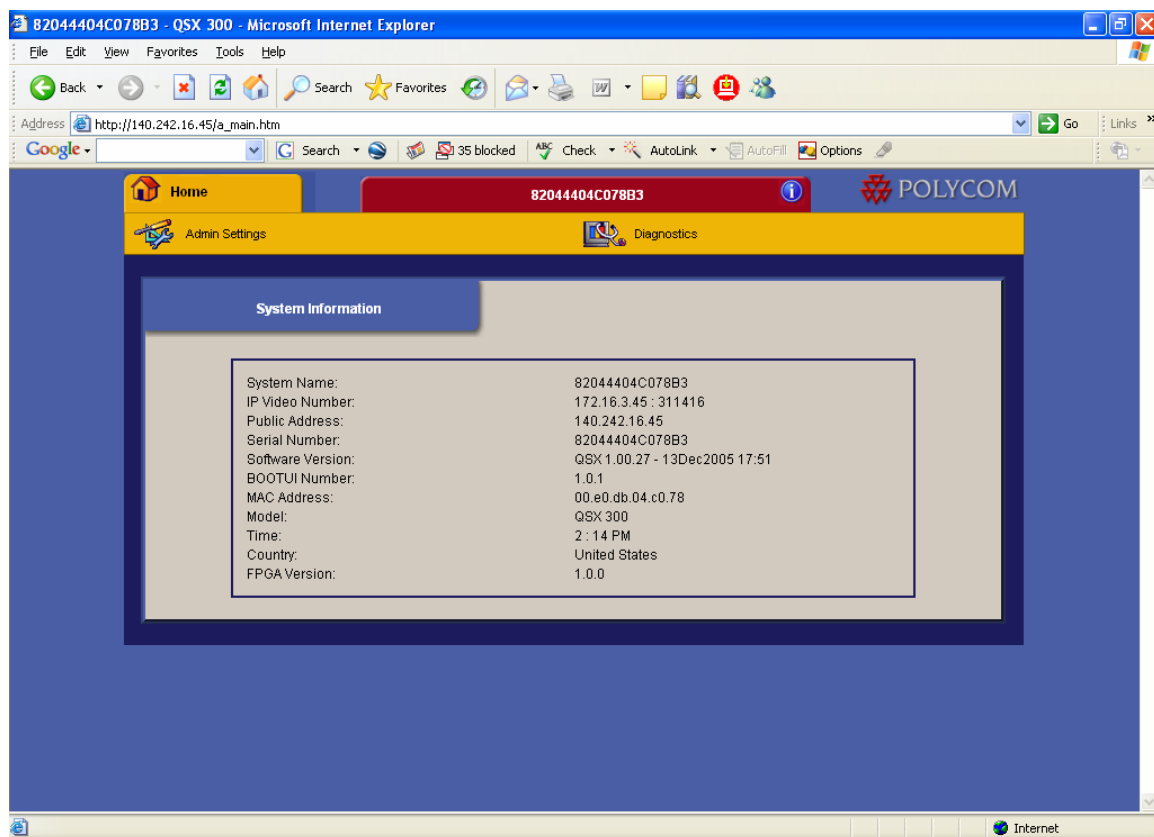 82044404C078B3 - QSX 300 - Microsoft Internet Explorer
File Edit View Favorites Tools Help
Back Search Favorites
Address http://140.242.16.45/a_main.htm Go Links »
Google Search 35 blocked ABC Check AutoLink AutoFill Options
Home 82044404C078B3 i POLYCOM
Admin Settings Diagnostics
System Information
System Name: 82044404C078B3
IP Video Number: 172.16.3.45 : 311416
Public Address: 140.242.16.45
Serial Number: 82044404C078B3
Software Version: QSX 1.00.27 - 13Dec2005 17:51
BOOTUI Number: 1.0.1
MAC Address: 00.e0.db.04.c0.78
Model: QSX 300
Time: 2 : 14 PM
Country: United States
FPGA Version: 1.0.0
Internet